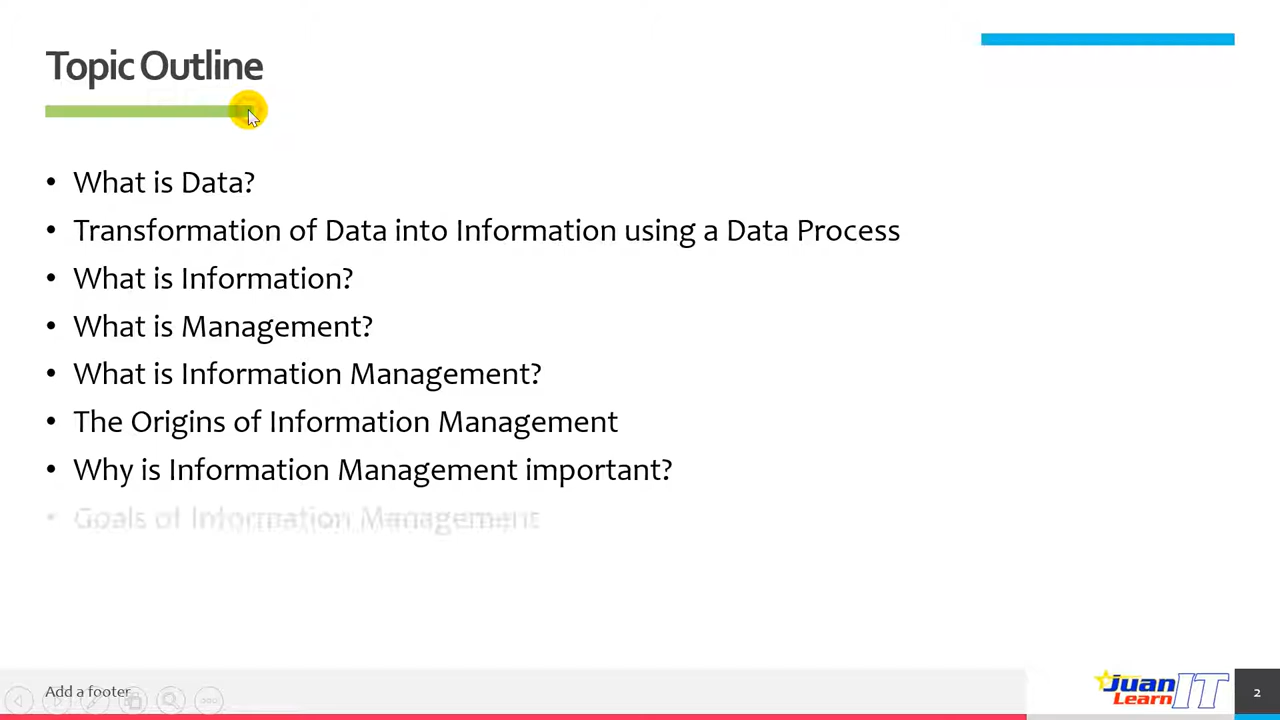 Topic Outline
• What is Data?
• Transformation of Data into Information using a Data Process
• What is Information?
• What is Management?
• What is Information Management?
• The Origins of Information Management
• Why is Information Management important?
• Goals of Information Management
Add a footer
Juan
Learn IT
2